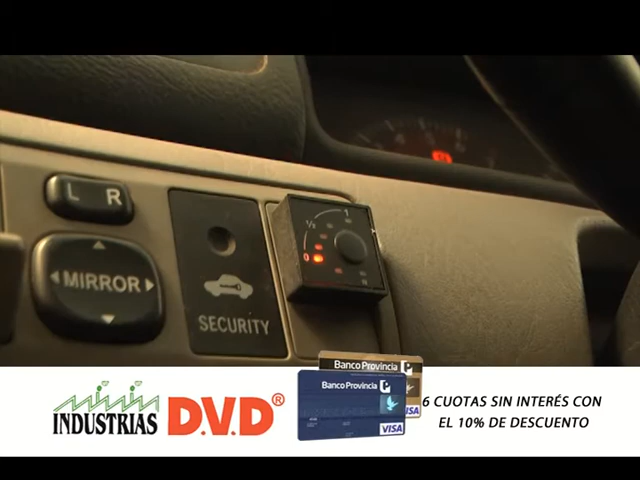 L R
MIRROR
SECURITY
0 ½ 1
N
INDUSTRIAS D.V.D®
Banco Provincia
Banco Provincia
VISA
VISA
6 CUOTAS SIN INTERÉS CON
EL 10% DE DESCUENTO